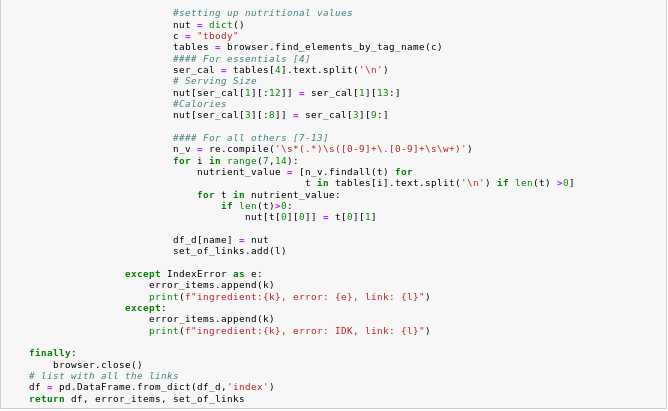 #setting up nutritional values
nut = dict()
c = "tbody"
tables = browser.find_elements_by_tag_name(c)
#### For essentials [4]
ser_cal = tables[4].text.split('\n')
# Serving Size
nut[ser_cal[1][:12]] = ser_cal[1][13:]
#Calories
nut[ser_cal[3][:8]] = ser_cal[3][9:]
#### For all others [7-13]
n_v = re.compile('\s*(.*)\s([0-9]+\.[0-9]+\s\w+)')
for i in range(7,14):
nutrient_value = [n_v.findall(t) for
t in tables[i].text.split('\n') if len(t) >0]
for t in nutrient_value:
if len(t)>0:
nut[t[0][0]] = t[0][1]
df_d[name] = nut
set_of_links.add(l)
except IndexError as e:
error_items.append(k)
print(f"ingredient:{k}, error: {e}, link: {l}")
except:
error_items.append(k)
print(f"ingredient:{k}, error: IDK, link: {l}")
finally:
browser.close()
# list with all the links
df = pd.DataFrame.from_dict(df_d,'index')
return df, error_items, set_of_links